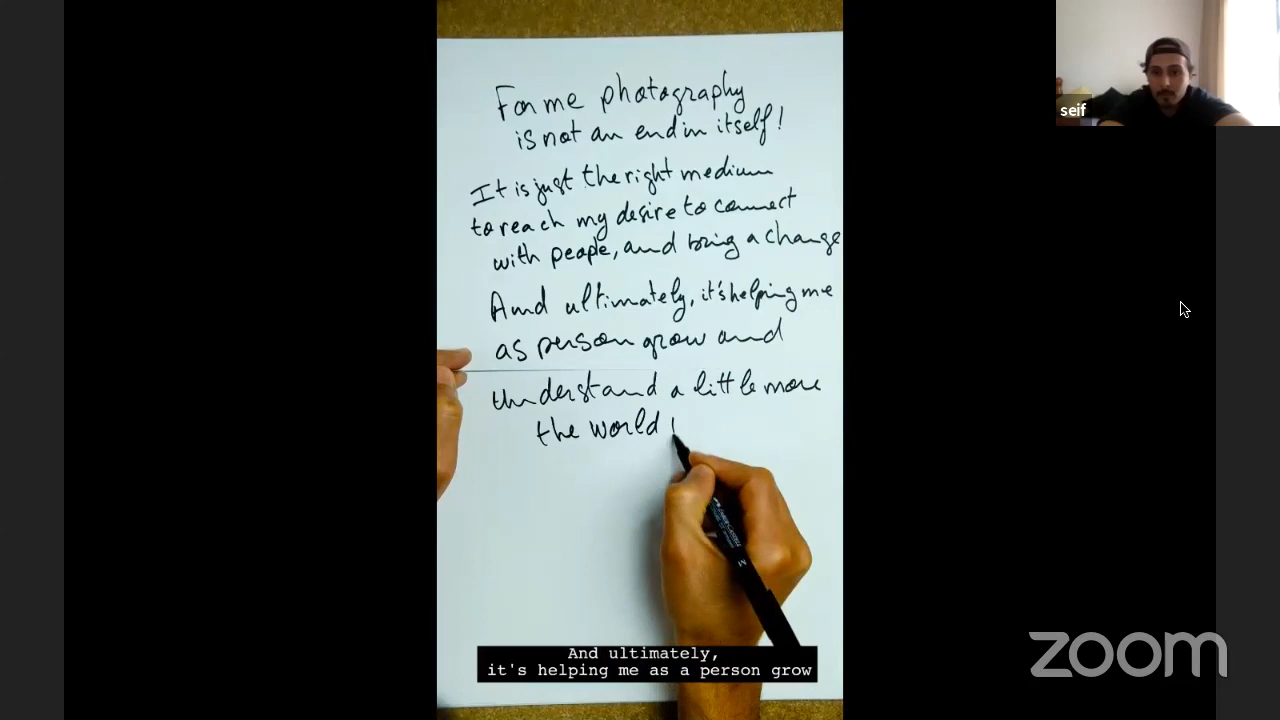 For me photography
is not an end in itself!
It is just the right medium
to reach my desire to connect
with people, and bring a change
And ultimately, it's helping me
as person grow and
understand a little more
the world !
And ultimately,
it's helping me as a person grow
seif
zoom